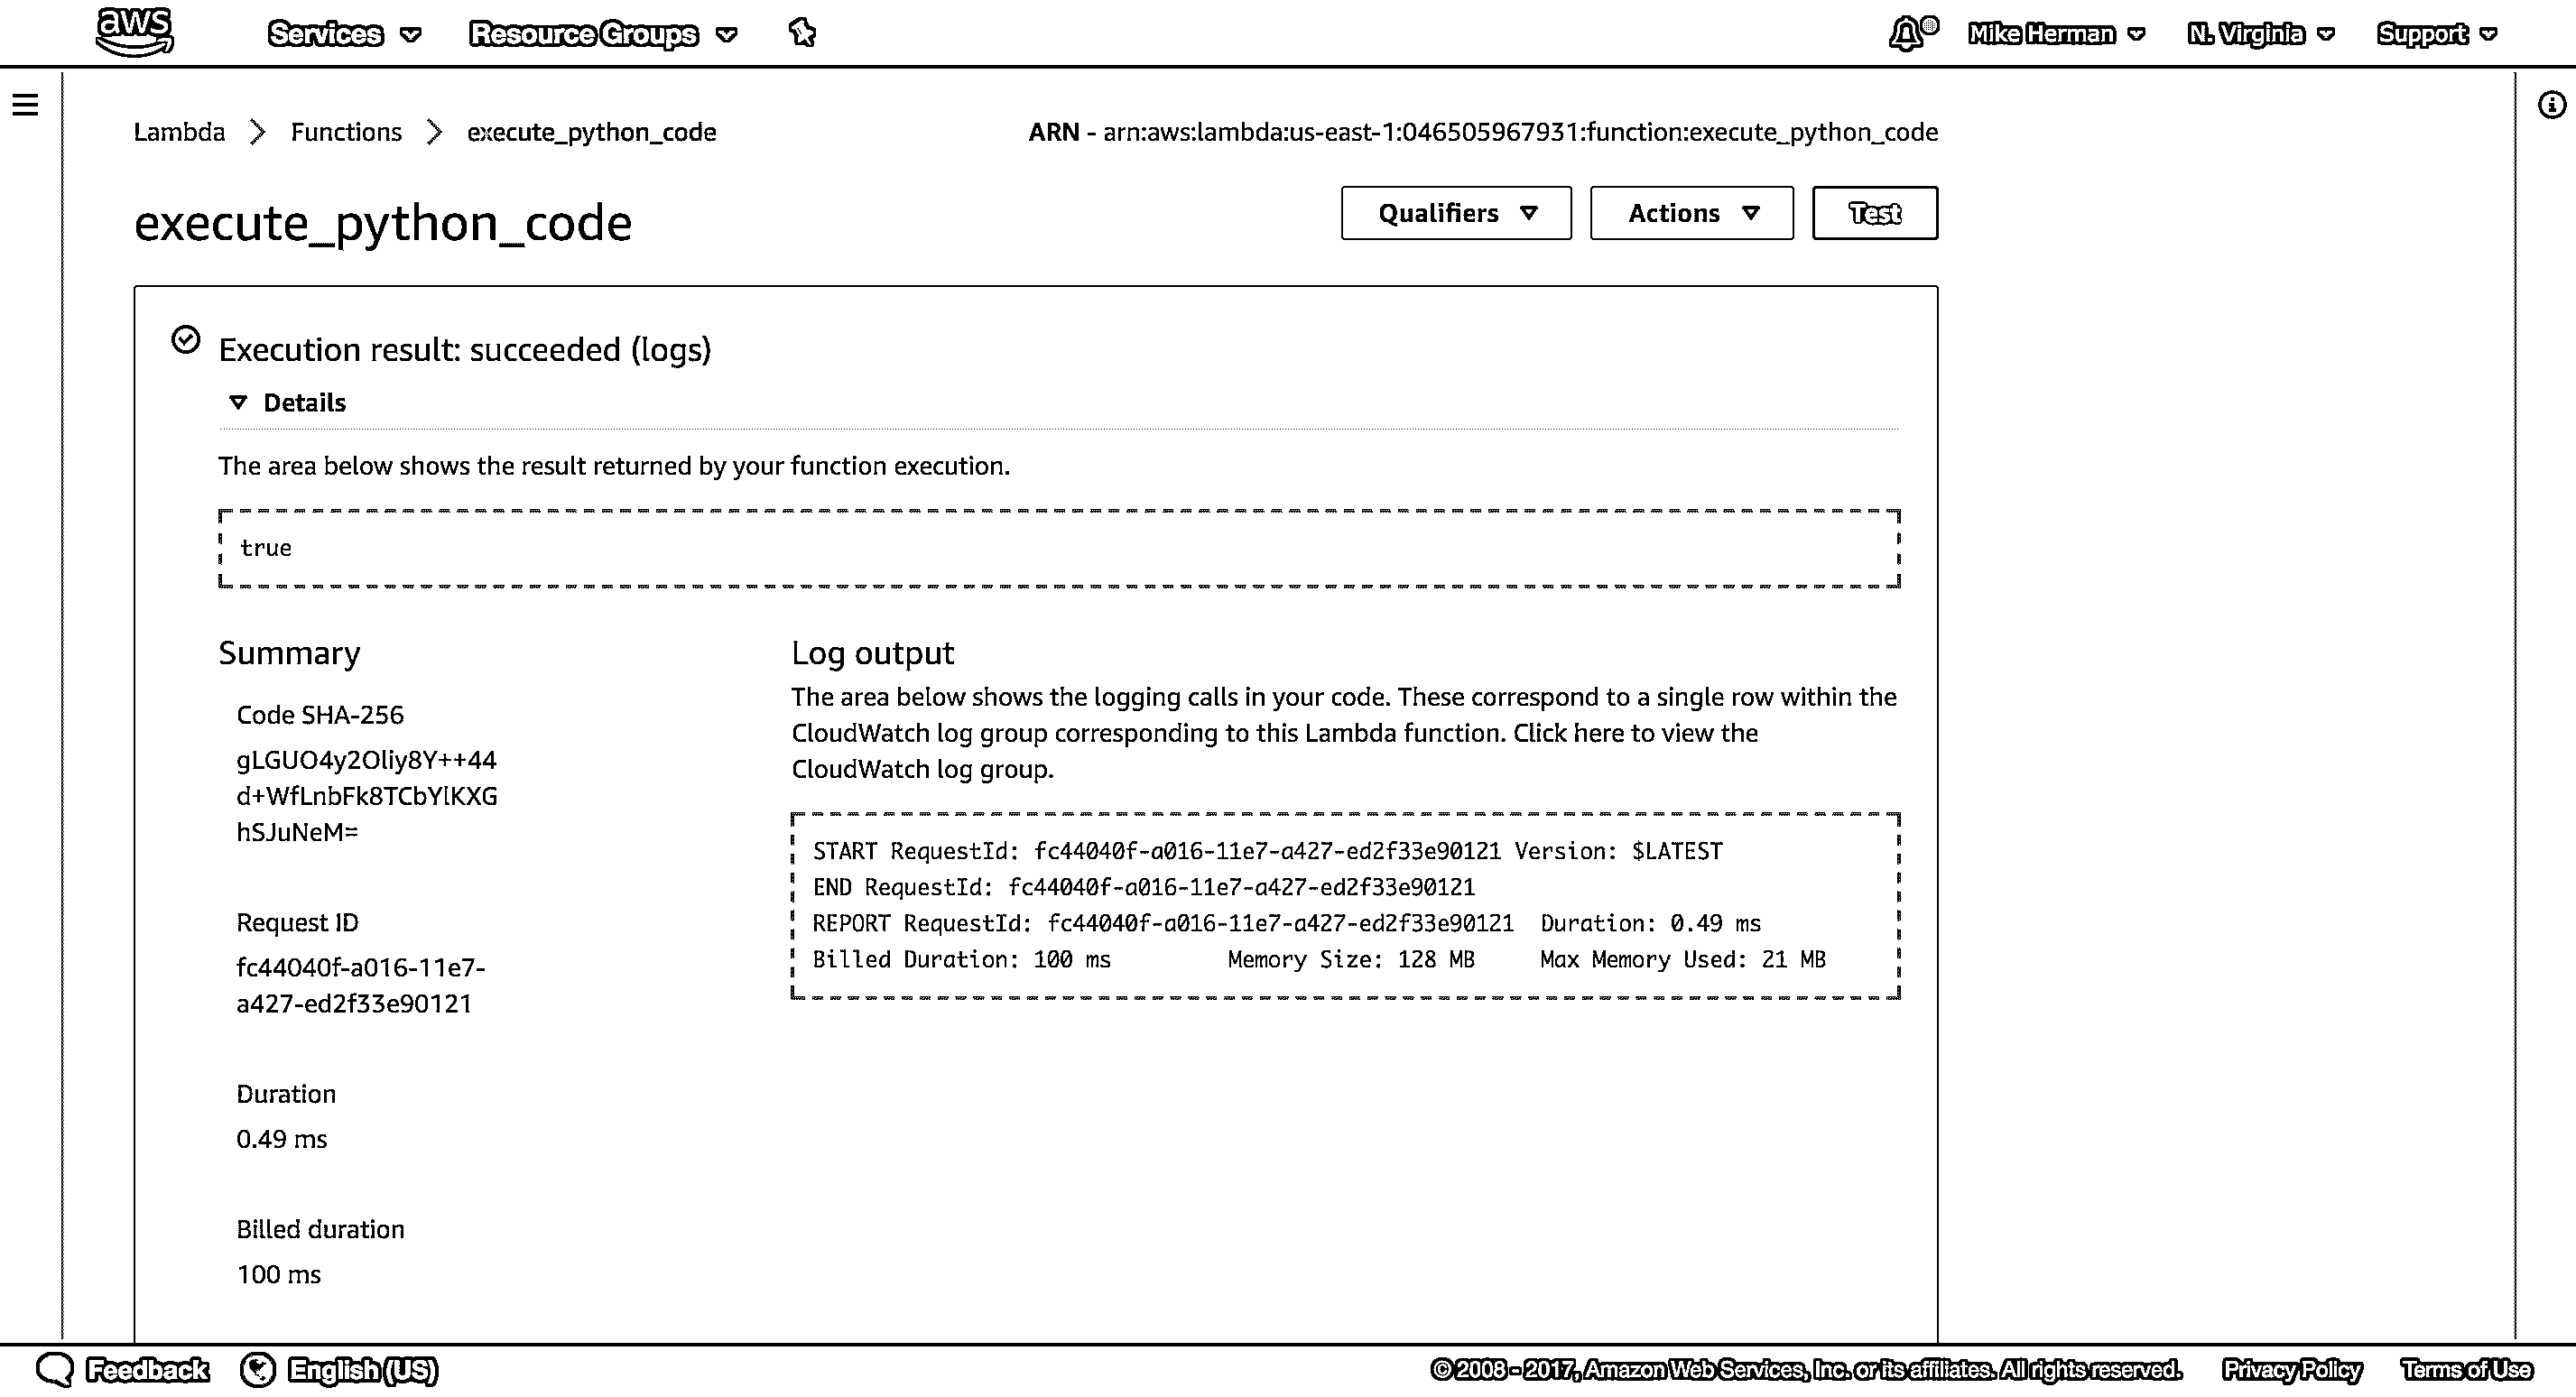 aws Services Resource Groups Mike Herman N. Virginia Support
Lambda Functions execute_python_code ARN - arn:aws:lambda:us-east-1:046505967931:function:execute_python_code
execute_python_code Qualifiers Actions Test
Execution result: succeeded (logs)
Details
The area below shows the result returned by your function execution.
true
Summary
Code SHA-256
gLGUO4y2Oliy8Y++44
d+WfLnbFk8TCbYlKXG
hSJuNeM=
Request ID
fc44040f-a016-11e7-
a427-ed2f33e90121
Duration
0.49 ms
Billed duration
100 ms
Log output
The area below shows the logging calls in your code. These correspond to a single row within the
CloudWatch log group corresponding to this Lambda function. Click here to view the
CloudWatch log group.
START RequestId: fc44040f-a016-11e7-a427-ed2f33e90121 Version: $LATEST
END RequestId: fc44040f-a016-11e7-a427-ed2f33e90121
REPORT RequestId: fc44040f-a016-11e7-a427-ed2f33e90121 Duration: 0.49 ms
Billed Duration: 100 ms Memory Size: 128 MB Max Memory Used: 21 MB
Feedback English (US) © 2008 - 2017, Amazon Web Services, Inc. or its affiliates. All rights reserved. Privacy Policy Terms of Use